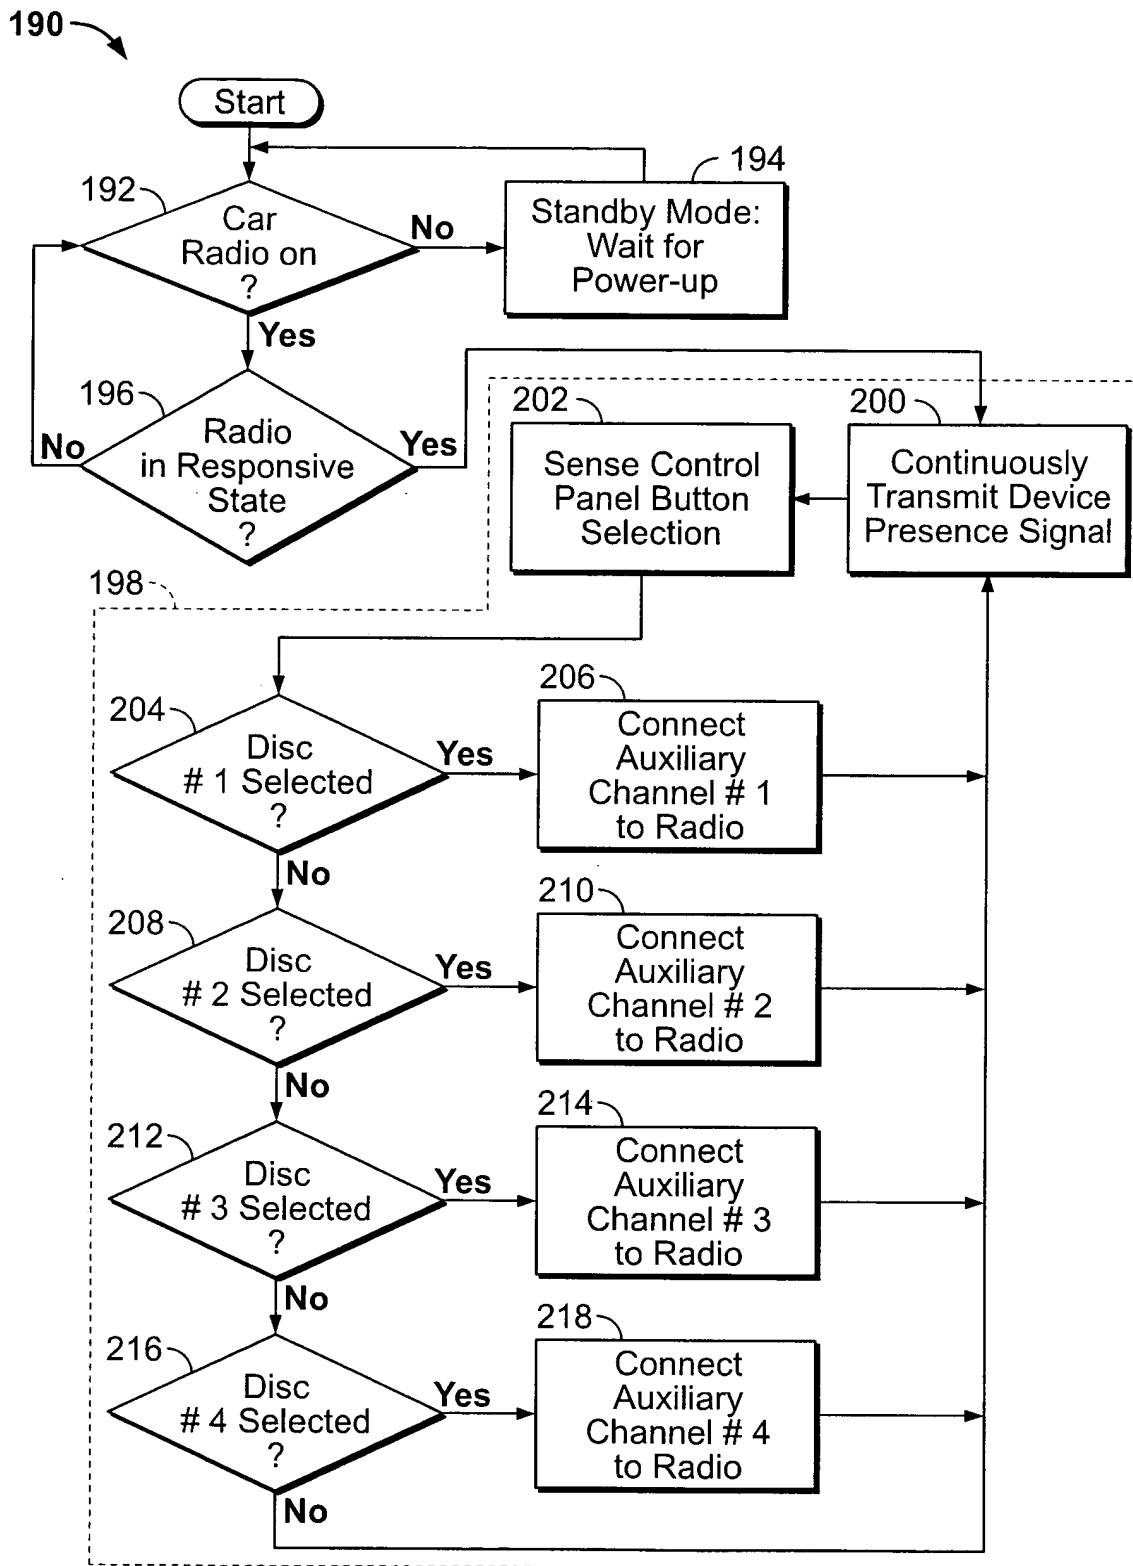 190
Start
192
Car
Radio on
?
No
194
Standby Mode:
Wait for
Power-up
Yes
196
Radio
in Responsive
State
?
No
Yes
202
Sense Control
Panel Button
Selection
200
Continuously
Transmit Device
Presence Signal
198
204
Disc
# 1 Selected
?
Yes
206
Connect
Auxiliary
Channel # 1
to Radio
No
208
Disc
# 2 Selected
?
Yes
210
Connect
Auxiliary
Channel # 2
to Radio
No
212
Disc
# 3 Selected
?
Yes
214
Connect
Auxiliary
Channel # 3
to Radio
No
216
Disc
# 4 Selected
?
Yes
218
Connect
Auxiliary
Channel # 4
to Radio
No